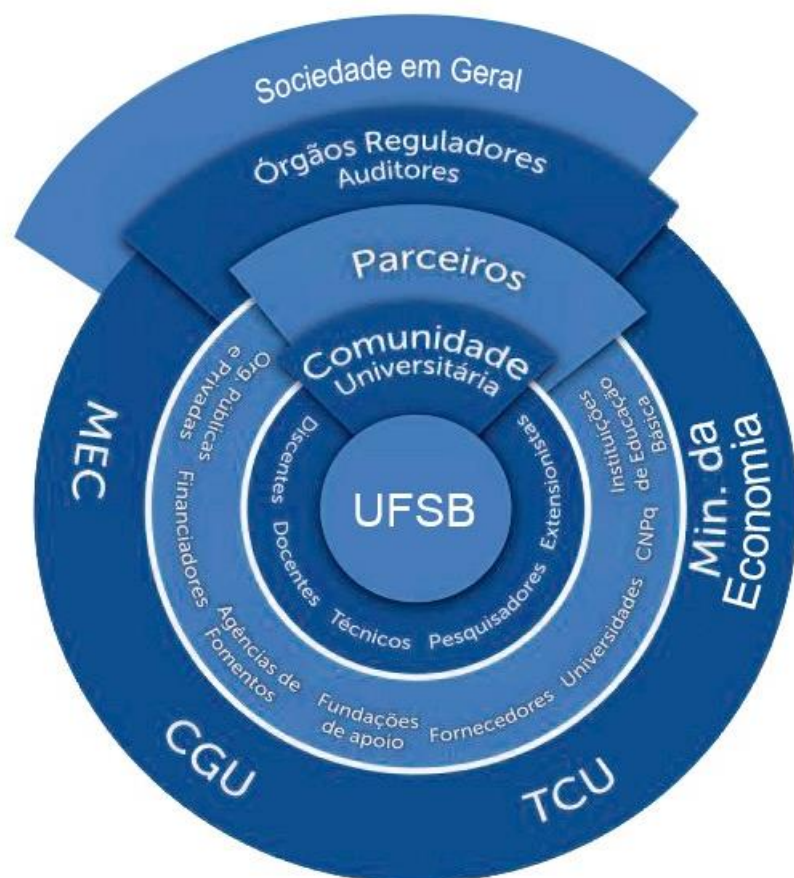 Sociedade em Geral
Órgãos Reguladores
Auditores
Parceiros
Comunidade
Universitária
UFSB
Discentes
Docentes
Técnicos
Pesquisadores
Extensionistas
Org. Públicas
e Privadas
Financiadores
Agências de
Fomentos
Fundações
de apoio
Fornecedores
Universidades
CNPq
Instituições
de Educação
Básica
MEC
CGU
TCU
Min. da
Economia